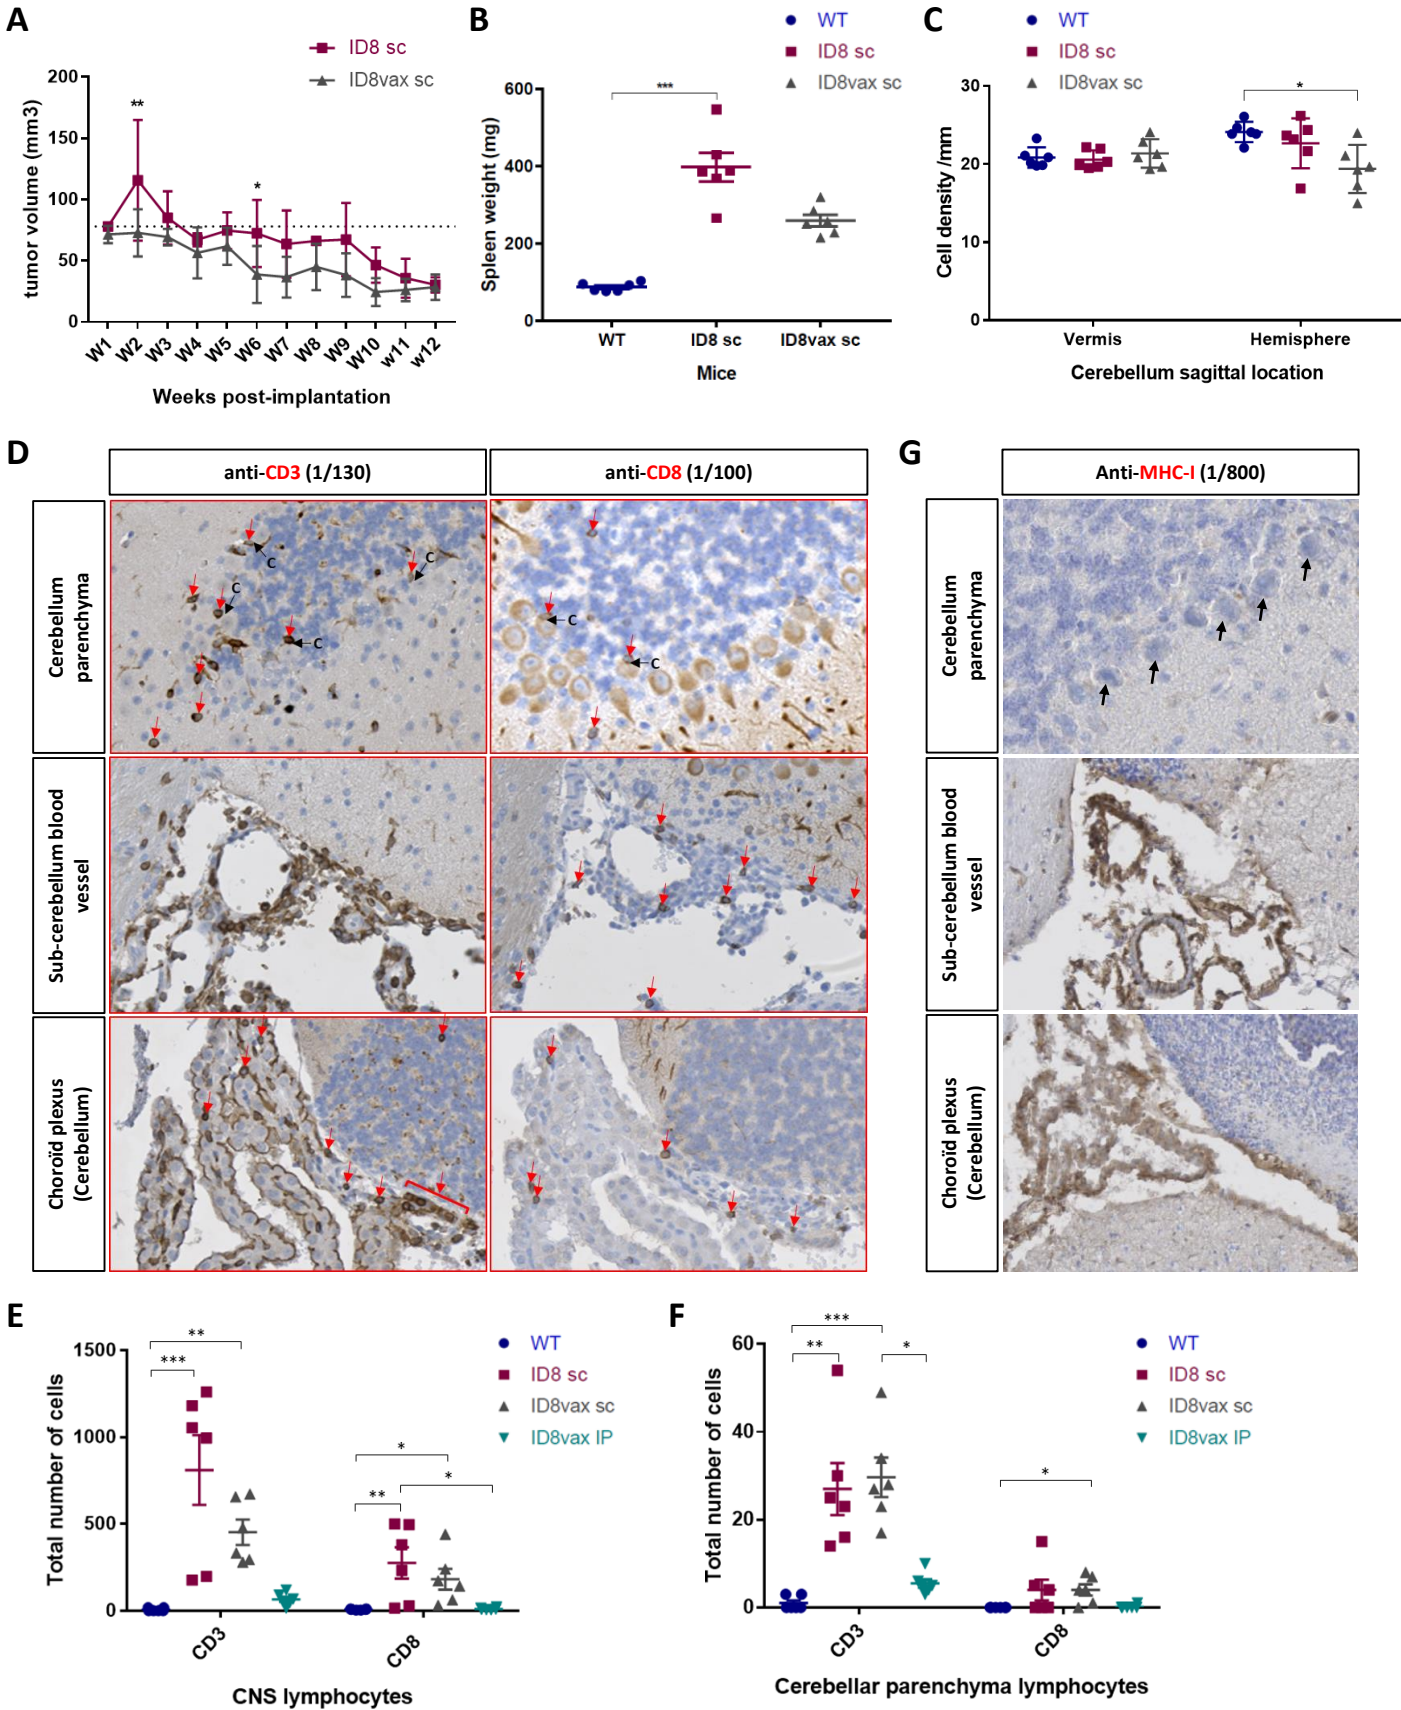 A
ID8 sc
ID8vax sc
tumor volume (mm3)
200
150
100
50
0
**
*
W1
W2
W3
W4
W5
W6
W7
W8
W9
W10
w11
w12
Weeks post-implantation
B
WT
ID8 sc
ID8vax sc
Spleen weight (mg)
600
400
200
0
***
WT
ID8 sc
ID8vax sc
Mice
C
WT
ID8 sc
ID8vax sc
Cell density /mm
30
20
10
0
*
Vermis
Hemisphere
Cerebellum sagittal location
D
anti-CD3 (1/130)
anti-CD8 (1/100)
Cerebellum
parenchyma
C
C
C
C
C
C
Sub-cerebellum blood
vessel
Choroïd plexus
(Cerebellum)
G
Anti-MHC-I (1/800)
Cerebellum
parenchyma
Sub-cerebellum blood
vessel
Choroïd plexus
(Cerebellum)
E
WT
ID8 sc
ID8vax sc
ID8vax IP
Total number of cells
1500
1000
500
0
**
***
*
*
**
CD3
CD8
CNS lymphocytes
F
WT
ID8 sc
ID8vax sc
ID8vax IP
Total number of cells
60
40
20
0
***
**
*
*
CD3
CD8
Cerebellar parenchyma lymphocytes